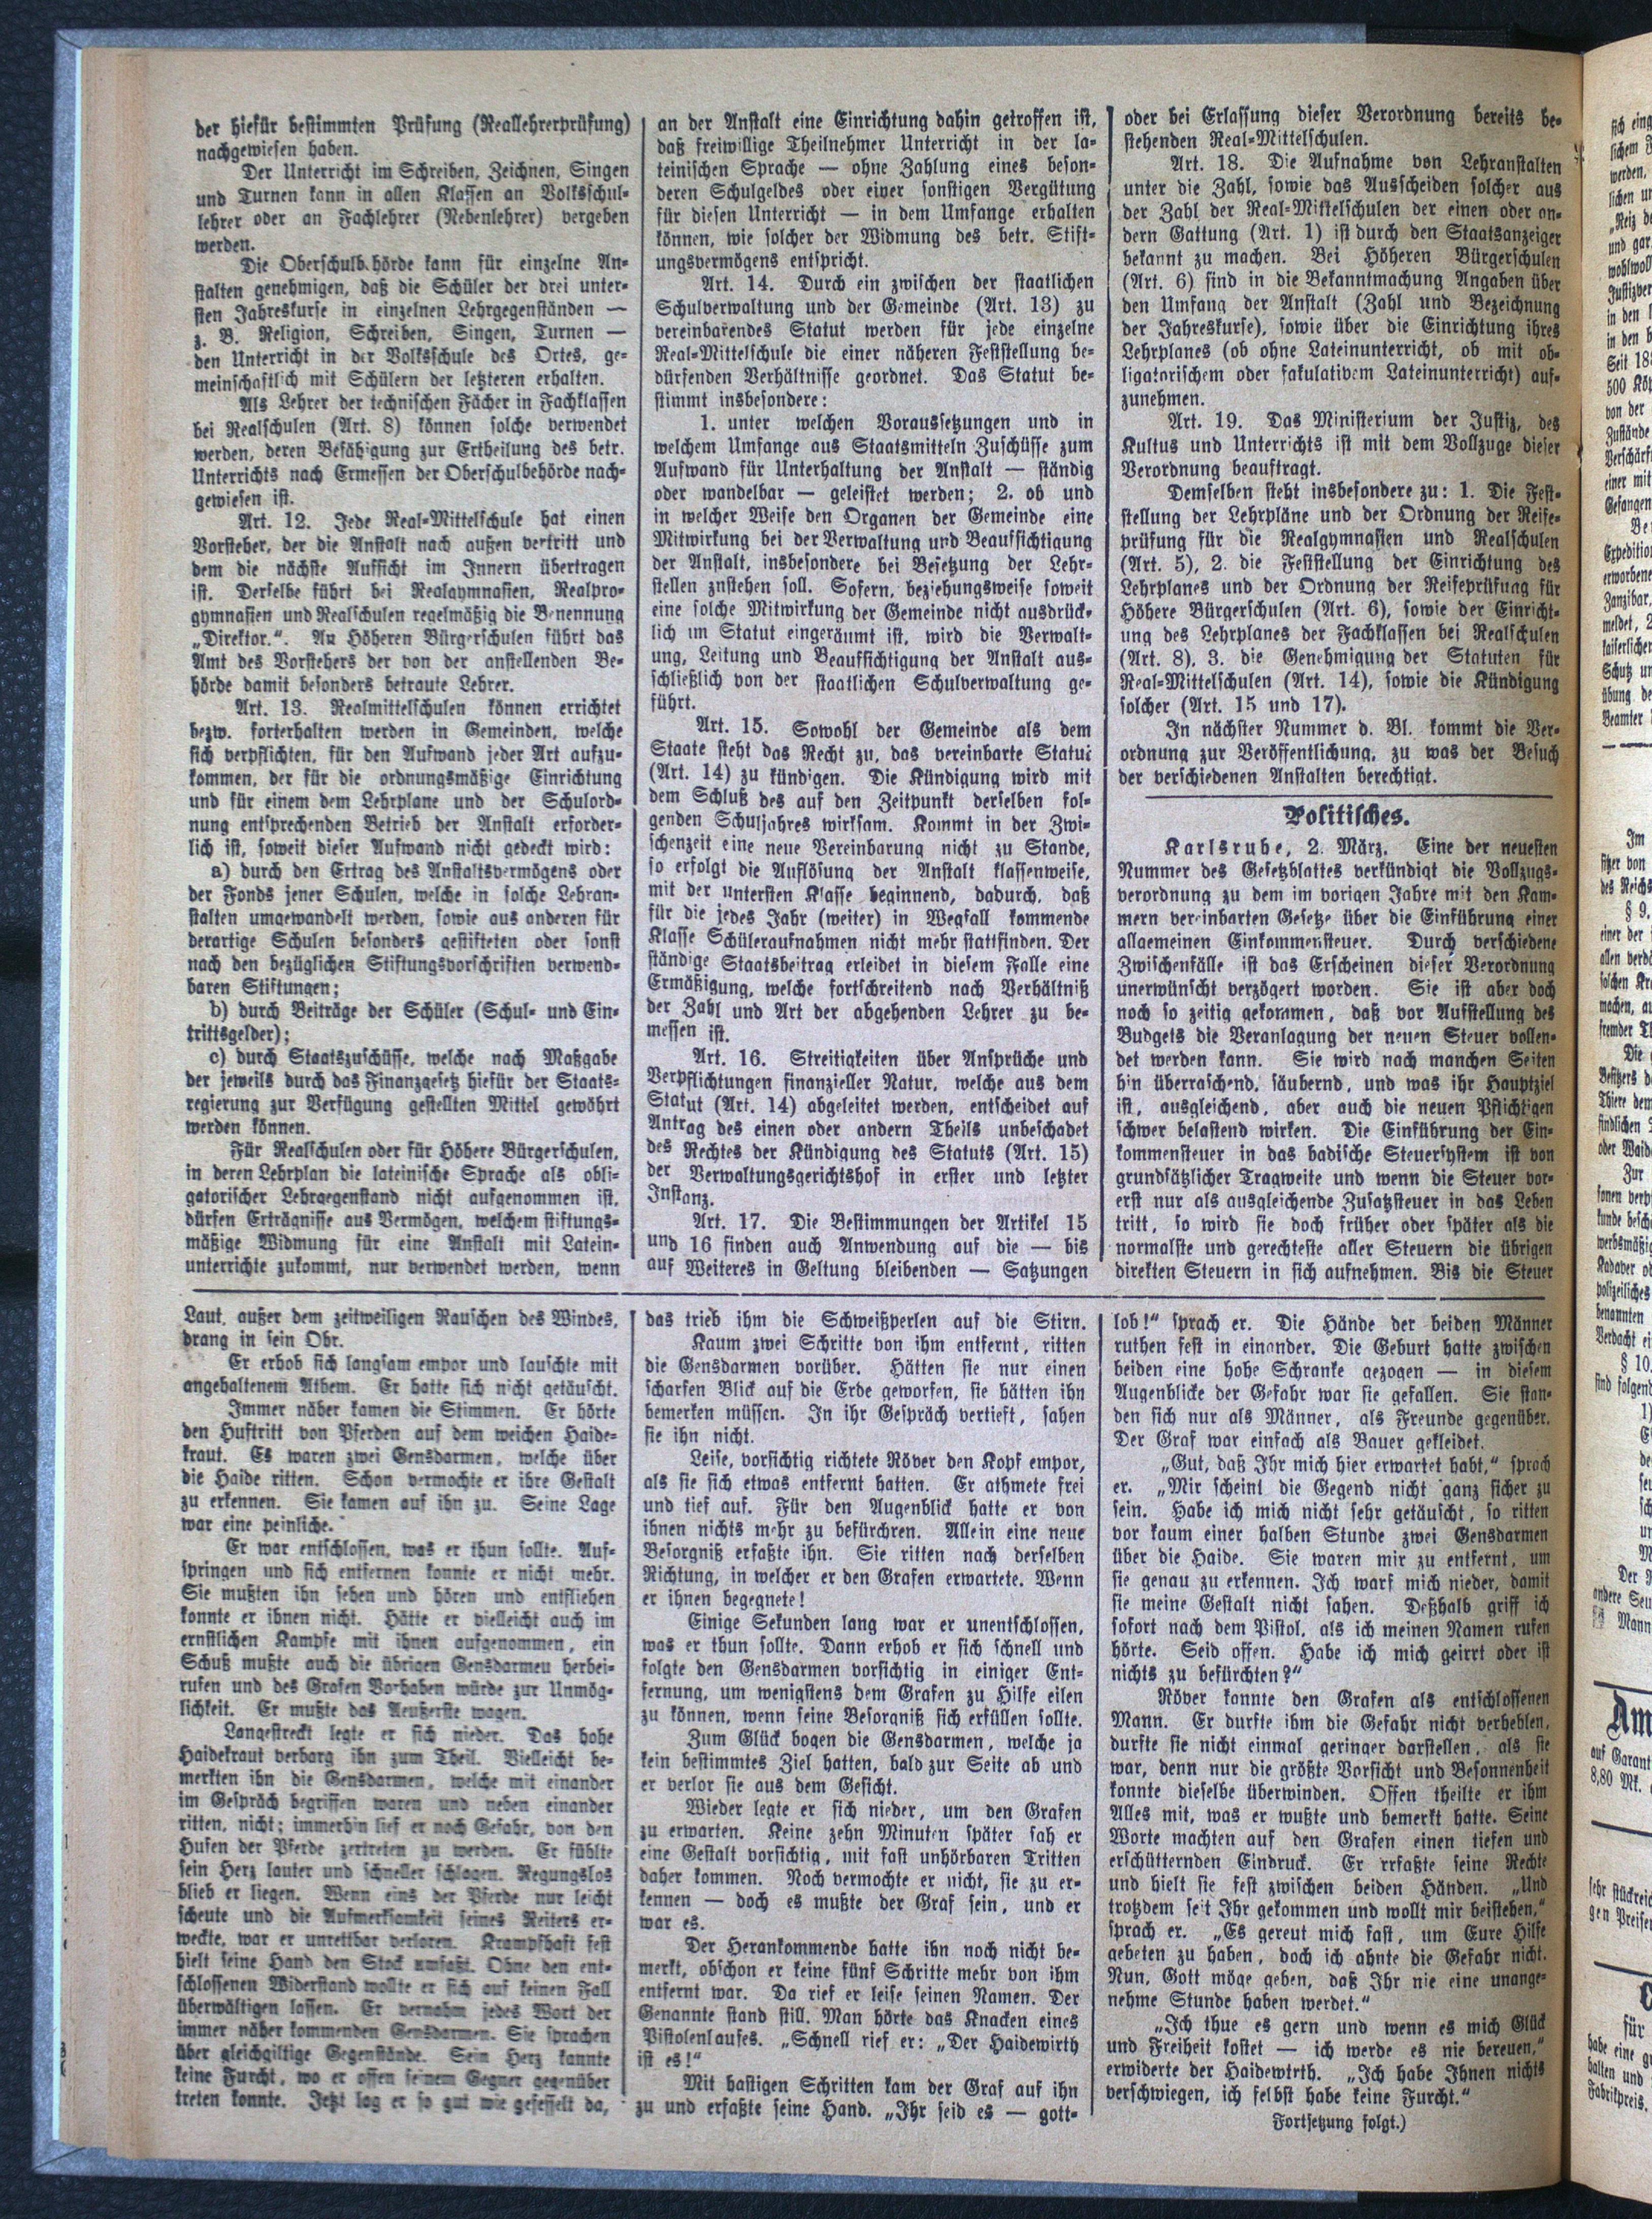 der hiefür bestimmten Prüfung (Reallehrerprüfung)
nachgewiesen haben.
Der Unterricht im Schreiben, Zeichnen, Singen
und Turnen kann in allen Klassen an Volksschul-
lehrer oder an Fachlehrer (Nebenlehrer) vergeben
werden.
Die Oberschulb.hörde kann für einzelne An-
stalten genehmigen, daß die Schüler der drei unter-
sten Jahreskurse in einzelnen Lehrgegenständen —
z. B. Religion, Schreiben, Singen, Turnen —
den Unterricht in der Volksschule des Ortes, ge-
meinschaftlich mit Schülern der letzteren erhalten.
Als Lehrer der technischen Fächer in Fachklassen
bei Realschulen (Art. 8) können solche verwendet
werden, deren Befähigung zur Ertheilung des betr.
Unterrichts nach Ermessen der Oberschulbehörde nach-
gewiesen ist.
Art. 12. Jede Real-Mittelschule hat einen
Vorsteher, der die Anstalt nach außen vertritt und
dem die nächste Aufsicht im Innern übertragen
ist. Derselbe führt bei Realgymnasien, Realpro-
gymnasien und Realschulen regelmäßig die Benennung
„Direktor.“. An Höheren Bürgerschulen führt das
Amt des Vorstehers der von der anstellenden Be-
hörde damit besonders betraute Lehrer.
Art. 13. Realmittelschulen können errichtet
bezw. forterhalten werden in Gemeinden, welche
sich verpflichten, für den Aufwand jeder Art aufzu-
kommen, der für die ordnungsmäßige Einrichtung
und für einem dem Lehrplane und der Schulord-
nung entsprechenden Betrieb der Anstalt erforder-
lich ist, soweit dieser Aufwand nicht gedeckt wird:
a) durch den Ertrag des Anstaltsvermögens oder
der Fonds jener Schulen, welche in solche Lehran-
stalten umgewandelt werden, sowie aus anderen für
derartige Schulen besonders gestifteten oder sonst
nach den bezüglichen Stiftungsvorschriften verwend-
baren Stiftungen;
b) durch Beiträge der Schüler (Schul- und Ein-
trittsgelder);
c) durch Staatszuschüsse, welche nach Maßgabe
der jeweils durch das Finanzgesetz hiefür der Staats-
regierung zur Verfügung gestellten Mittel gewährt
werden können.
Für Realschulen oder für Höhere Bürgerschulen,
in deren Lehrplan die lateinische Sprache als obli-
gatorischer Lehrgegenstand nicht aufgenommen ist,
dürfen Erträgnisse aus Vermögen, welchem stiftungs-
mäßige Widmung für eine Anstalt mit Latein-
unterrichte zukommt, nur verwendet werden, wenn
an der Anstalt eine Einrichtung dahin getroffen ist,
daß freiwillige Theilnehmer Unterricht in der la-
teinischen Sprache — ohne Zahlung eines beson-
deren Schulgeldes oder einer sonstigen Vergütung
für diesen Unterricht — in dem Umfange erhalten
können, wie solcher der Widmung des betr. Stift-
ungsvermögens entspricht.
Art. 14. Durch ein zwischen der staatlichen
Schulverwaltung und der Gemeinde (Art. 13) zu
vereinbarendes Statut werden für jede einzelne
Real-Mittelschule die einer näheren Feststellung be-
dürfenden Verhältnisse geordnet. Das Statut be-
stimmt insbesondere:
1. unter welchen Voraussetzungen und in
welchem Umfange aus Staatsmitteln Zuschüsse zum
Aufwand für Unterhaltung der Anstalt — ständig
oder wandelbar — geleistet werden; 2. ob und
in welcher Weise den Organen der Gemeinde eine
Mitwirkung bei der Verwaltung und Beaufsichtigung
der Anstalt, insbesondere bei Besetzung der Lehr-
stellen znstehen soll. Sofern, beziehungsweise soweit
eine solche Mitwirkung der Gemeinde nicht ausdrück-
lich im Statut eingeräumt ist, wird die Verwalt-
ung, Leitung und Beaufsichtigung der Anstalt aus-
schließlich von der staatlichen Schulverwaltung ge-
führt.
Art. 15. Sowohl der Gemeinde als dem
Staate steht das Recht zu, das vereinbarte Statut
(Art. 14) zu kündigen. Die Kündigung wird mit
dem Schluß des auf den Zeitpunkt derselben fol-
genden Schuljahres wirksam. Kommt in der Zwi-
schenzeit eine neue Vereinbarung nicht zu Stande,
so erfolgt die Auflösung der Anstalt klassenweise,
mit der untersten Klasse beginnend, dadurch, daß
für die jedes Jahr (weiter) in Wegfall kommende
Klasse Schüleraufnahmen nicht mehr stattfinden. Der
ständige Staatsbeitrag erleidet in diesem Falle eine
Ermäßigung, welche fortschreitend nach Verhältniß
der Zahl und Art der abgehenden Lehrer zu be-
messen ist.
Art. 16. Streitigkeiten über Ansprüche und
Verpflichtungen finanzieller Natur, welche aus dem
Statut (Art. 14) abgeleitet werden, entscheidet auf
Antrag des einen oder andern Theils unbeschadet
des Rechtes der Kündigung des Statuts (Art. 15)
der Verwaltungsgerichtshof in erster und letzter
Instanz.
Art. 17. Die Bestimmungen der Artikel 15
und 16 finden auch Anwendung auf die — bis
auf Weiteres in Geltung bleibenden — Satzungen
oder bei Erlassung dieser Verordnung bereits be-
stehenden Real-Mittelschulen.
Art. 18. Die Aufnahme von Lehranstalten
unter die Zahl, sowie das Ausscheiden solcher aus
der Zahl der Real-Mittelschulen der einen oder an-
dern Gattung (Art. 1) ist durch den Staatsanzeiger
bekannt zu machen. Bei Höheren Bürgerschulen
(Art. 6) sind in die Bekanntmachung Angaben über
den Umfang der Anstalt (Zahl und Bezeichnung
der Jahreskurse), sowie über die Einrichtung ihres
Lehrplanes (ob ohne Lateinunterricht, ob mit ob-
ligatorischem oder fakulativem Lateinunterricht) auf-
zunehmen.
Art. 19. Das Ministerium der Justiz, des
Kultus und Unterrichts ist mit dem Vollzuge dieser
Verordnung beauftragt.
Demselben steht insbesondere zu: 1. Die Fest-
stellung der Lehrpläne und der Ordnung der Reife-
prüfung für die Realgymnasien und Realschulen
(Art. 5), 2. die Feststellung der Einrichtung des
Lehrplanes und der Ordnung der Reifeprüfung für
Höhere Bürgerschulen (Art. 6), sowie der Einricht-
ung des Lehrplanes der Fachklassen bei Realschulen
(Art. 8), 3. die Genehmigung der Statuten für
Real-Mittelschulen (Art. 14), sowie die Kündigung
solcher (Art. 15 und 17).
In nächster Nummer d. Bl. kommt die Ver-
ordnung zur Veröffentlichung, zu was der Besuch
der verschiedenen Anstalten berechtigt.
Politisches.
Karlsruhe, 2. März. Eine der neuesten
Nummer des Gesetzblattes verkündigt die Vollzugs-
verordnung zu dem im vorigen Jahre mit den Kam-
mern vereinbarten Gesetze über die Einführung einer
allgemeinen Einkommensteuer. Durch verschiedene
Zwischenfälle ist das Erscheinen dieser Verordnung
unerwünscht verzögert worden. Sie ist aber doch
noch so zeitig gekommen, daß vor Aufstellung des
Budgets die Veranlagung der neuen Steuer vollen-
det werden kann. Sie wird nach manchen Seiten
hin überraschend, säubernd, und was ihr Hauptziel
ist, ausgleichend, aber auch die neuen Pflichtigen
schwer belastend wirken. Die Einführung der Ein-
kommensteuer in das badische Steuersystem ist von
grundsätzlicher Tragweite und wenn die Steuer vor-
erst nur als ausgleichende Zusatzsteuer in das Leben
tritt, so wird sie doch früher oder später als die
normalste und gerechteste aller Steuern die übrigen
direkten Steuern in sich aufnehmen. Bis die Steuer
Laut, außer dem zeitweiligen Rauschen des Windes,
drang in sein Ohr.
Er erhob sich langsam empor und lauschte mit
angehaltenem Athem. Er hatte sich nicht getäuscht.
Immer näher kamen die Stimmen. Er hörte
den Huftritt von Pferden auf dem weichen Haide-
kraut. Es waren zwei Gensdarmen, welche über
die Haide ritten. Schon vermochte er ihre Gestalt
zu erkennen. Sie kamen auf ihn zu. Seine Lage
war eine peinliche.
Er war entschlossen, was er thun sollte. Auf-
springen und sich entfernen konnte er nicht mehr.
Sie mußten ihn sehen und hören und entfliehen
konnte er ihnen nicht. Hätte er vielleicht auch im
ernstlichen Kampfe mit ihnen aufgenommen, ein
Schuß mußte auch die übrigen Gensdarmeu herbei-
rufen und des Grafen Vorhaben würde zur Unmög-
lichkeit. Er mußte das Aeußerste wagen.
Langestreckt legte er sich nieder. Das hohe
Haidekraut verbarg ihn zum Theil. Vielleicht be-
merkten ihn die Gensdarmen, welche mit einander
im Gespräch begriffen waren und neben einander
ritten, nicht; immerhin lief er noch Gefahr, von den
Hufen der Pferde zertreten zu werden. Er fühlte
sein Herz lauter und schneller schlagen. Regungslos
blieb er liegen. Wenn eins der Pferde nur leicht
scheute und die Aufmerksamkeit seines Reiters er-
weckte, war er unrettbar verloren. Krampfhaft fest
hielt seine Hand den Stock umfaßt. Ohne den ent-
schlossenen Widerstand wollte er sich auf keinen Fall
überwältigen lassen. Er vernahm jedes Wort der
immer näher kommenden Gensdarmen. Sie sprachen
über gleichgiltige Gegenstände. Sein Herz kannte
keine Furcht, wo er offen seinem Gegner gegenüber
treten konnte. Jetzt lag er so gut wie gefesselt da,
das trieb ihm die Schweißperlen auf die Stirn.
Kaum zwei Schritte von ihm entfernt, ritten
die Gensdarmen vorüber. Hätten sie nur einen
scharfen Blick auf die Erde geworfen, sie hätten ihn
bemerken müssen. In ihr Gespräch vertieft, sahen
sie ihn nicht.
Leise, vorsichtig richtete Röver den Kopf empor,
als sie sich etwas entfernt hatten. Er athmete frei
und tief auf. Für den Augenblick hatte er von
ihnen nichts mehr zu befürchren. Allein eine neue
Besorgniß erfaßte ihn. Sie ritten nach derselben
Richtung, in welcher er den Grafen erwartete. Wenn
er ihnen begegnete!
Einige Sekunden lang war er unentschlossen,
was er thun sollte. Dann erhob er sich schnell und
folgte den Gensdarmen vorsichtig in einiger Ent-
fernung, um wenigstens dem Grafen zu Hilfe eilen
zu können, wenn seine Besorgniß sich erfüllen sollte.
Zum Glück bogen die Gensdarmen, welche ja
kein bestimmtes Ziel hatten, bald zur Seite ab und
er verlor sie aus dem Gesicht.
Wieder legte er sich nieder, um den Grafen
zu erwarten. Keine zehn Minuten später sah er
eine Gestalt vorsichtig, mit fast unhörbaren Tritten
daher kommen. Noch vermochte er nicht, sie zu er-
kennen — doch es mußte der Graf sein, und er
war es.
Der Herankommende hatte ihn noch nicht be-
merkt, obschon er keine fünf Schritte mehr von ihm
entfernt war. Da rief er leise seinen Namen. Der
Genannte stand still. Man hörte das Knacken eines
Pistolenlaufes. „Schnell rief er: „Der Haidewirth
ist es!“
Mit hastigen Schritten kam der Graf auf ihn
zu und erfaßte seine Hand. „Ihr seid es — gott-
lob!“ sprach er. Die Hände der beiden Männer
ruthen fest in einander. Die Geburt hatte zwischen
beiden eine hohe Schranke gezogen — in diesem
Augenblicke der Gefahr war sie gefallen. Sie stan-
den sich nur als Männer, als Freunde gegenüber.
Der Graf war einfach als Bauer gekleidet.
„Gut, daß Ihr mich hier erwartet habt,“ sprach
er. „Mir scheint die Gegend nicht ganz sicher zu
sein. Habe ich mich nicht sehr getäuscht, so ritten
vor kaum einer halben Stunde zwei Gensdarmen
über die Haide. Sie waren mir zu entfernt, um
sie genau zu erkennen. Ich warf mich nieder, damit
sie meine Gestalt nicht sahen. Deßhalb griff ich
sofort nach dem Pistol, als ich meinen Namen rufen
hörte. Seid offen. Habe ich mich geirrt oder ist
nichts zu befürchten?“
Röver kannte den Grafen als entschlossenen
Mann. Er durfte ihm die Gefahr nicht verhehlen,
durfte sie nicht einmal geringer darstellen, als sie
war, denn nur die größte Vorsicht und Besonnenheit
konnte dieselbe überwinden. Offen theilte er ihm
Alles mit, was er wußte und bemerkt hatte. Seine
Worte machten auf den Grafen einen tiefen und
erschütternden Eindruck. Er rrfaßte seine Rechte
und hielt sie fest zwischen beiden Händen. „Und
trotzdem seit Ihr gekommen und wollt mir beistehen,“
sprach er. „Es gereut mich fast, um Eure Hilfe
gebeten zu haben, doch ich ahnte die Gefahr nicht.
Nun, Gott möge geben, daß Ihr nie eine unange-
nehme Stunde haben werdet.“
„Ich thue es gern und wenn es mich Glück
und Freiheit kostet — ich werde es nie bereuen,“
erwiderte der Haidewirth. „Ich habe Ihnen nichts
verschwiegen, ich selbst habe keine Furcht.“
Fortsetzung folgt.)